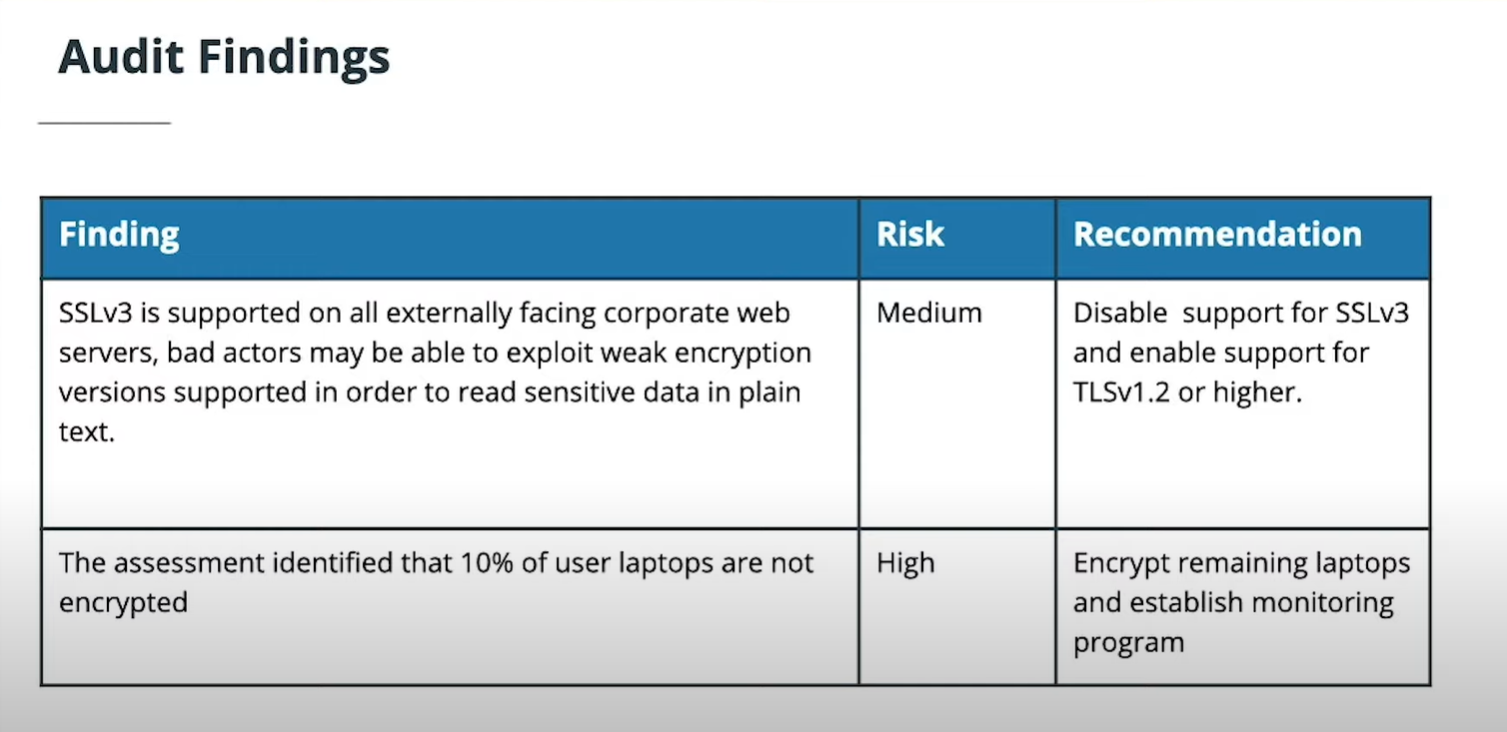 Audit Findings
Finding
Risk
Recommendation
SSLv3 is supported on all externally facing corporate web
servers, bad actors may be able to exploit weak encryption
versions supported in order to read sensitive data in plain
text.
Medium
Disable  support for SSLv3
and enable support for
TLSv1.2 or higher.
The assessment identified that 10% of user laptops are not
encrypted
High
Encrypt remaining laptops
and establish monitoring
program